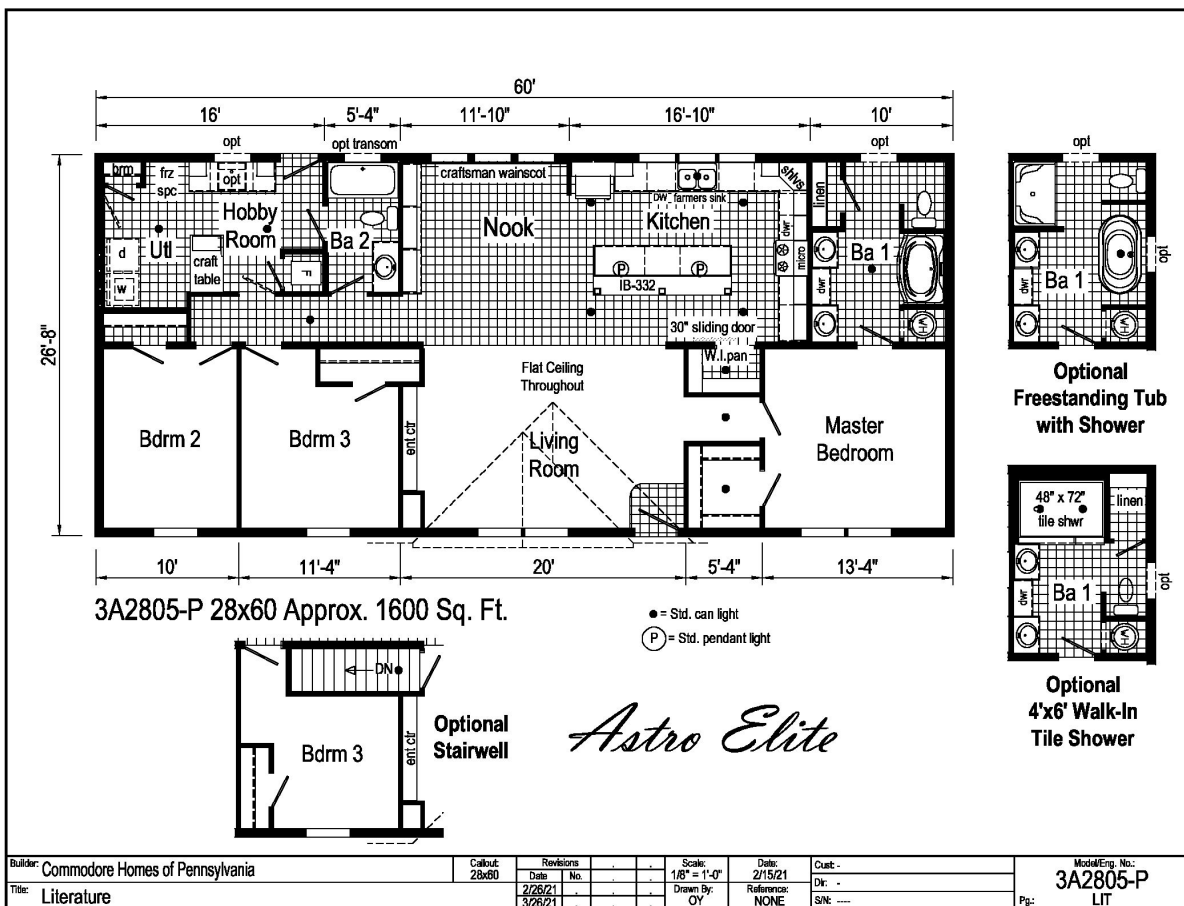 60'
16' 5'-4" 11'-10" 16'-10" 10'
opt opt transom opt opt
brm frz spc opt craftsman wainscot DW farmers sink shlvs linen
Hobby Room Nook Kitchen dwr
Utl Ba 2 Ba 1
d craft table F P P micro dwr
w IB-332 WH
26'-8"
30" sliding door
W.I.pan
Flat Ceiling
Throughout
Bdrm 2 Bdrm 3 ent ctr Living Room Master Bedroom
10' 11'-4" 20' 5'-4" 13'-4"
3A2805-P 28x60 Approx. 1600 Sq. Ft.
● = Std. can light
P = Std. pendant light
opt
Ba 1
dwr
WH
opt
Optional
Freestanding Tub
with Shower
48" x 72"
tile shwr
linen
dwr
Ba 1
WH
opt
Optional
4'x6' Walk-In
Tile Shower
DN
Bdrm 3
ent ctr
Optional
Stairwell
Astro Elite
Builder: Commodore Homes of Pennsylvania
Title: Literature
Callout: 28x60
Revisions
Date No.
2/26/21
3/26/21
Scale: 1/8" = 1'-0"
Drawn By: OY
Date: 2/15/21
Reference: NONE
Cust: -
Dlr: -
S/N: ----
Model/Eng. No.: 3A2805-P
Pg.: LIT